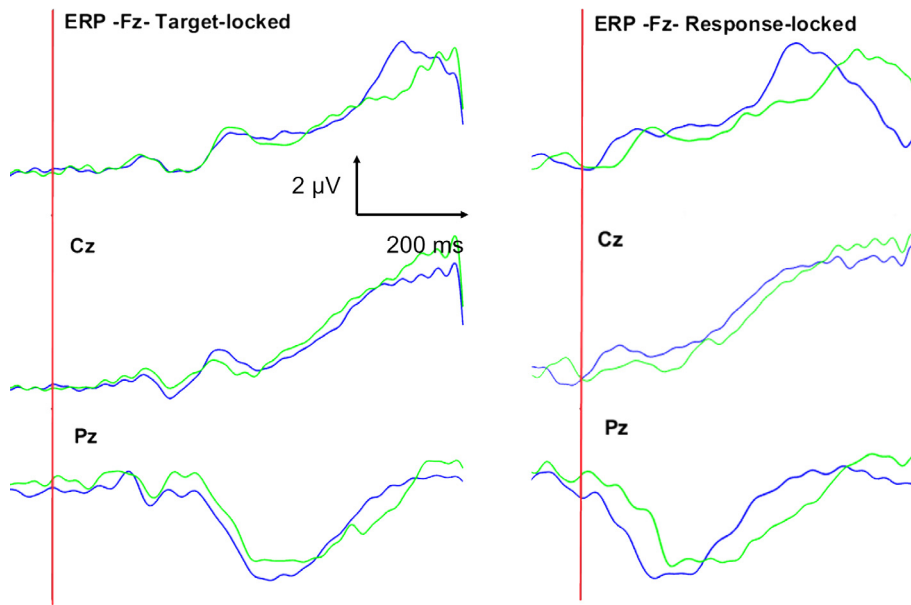 ERP -Fz- Target-locked
ERP -Fz- Response-locked
2 µV
200 ms
Cz
Cz
Pz
Pz